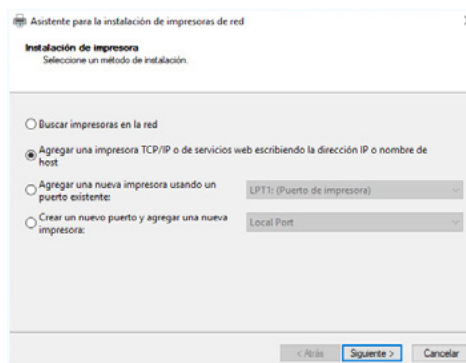 Asistente para la instalación de impresoras de red
Instalación de impresora
Seleccione un método de instalación.
Buscar impresoras en la red
Agregar una impresora TCP/IP o de servicios web escribiendo la dirección IP o nombre de
host
Agregar una nueva impresora usando un
puerto existente:
LPT1: (Puerto de impresora)
Crear un nuevo puerto y agregar una nueva
impresora:
Local Port
< Atrás
Siguiente >
Cancelar